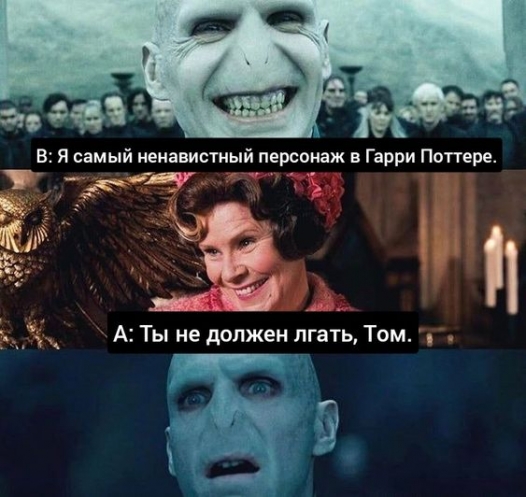 В: Я самый ненавистный персонаж в Гарри Поттере.
А: Ты не должен лгать, Том.